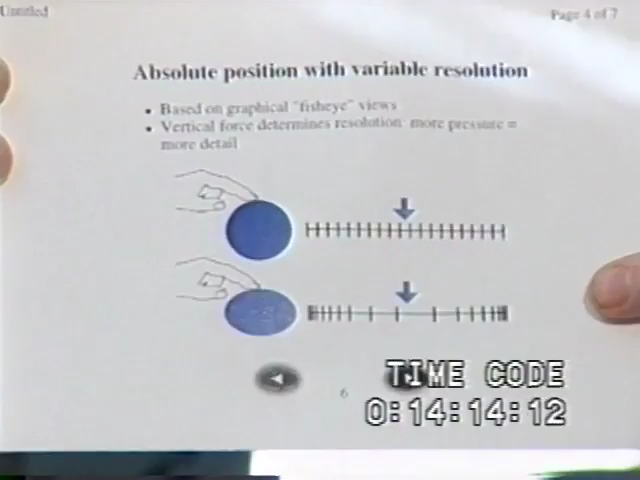 Untitled
Page 4 of 7
Absolute position with variable resolution
• Based on graphical "fisheye" views
• Vertical force determines resolution: more pressure =
more detail
6
TIME CODE
0:14:14:12